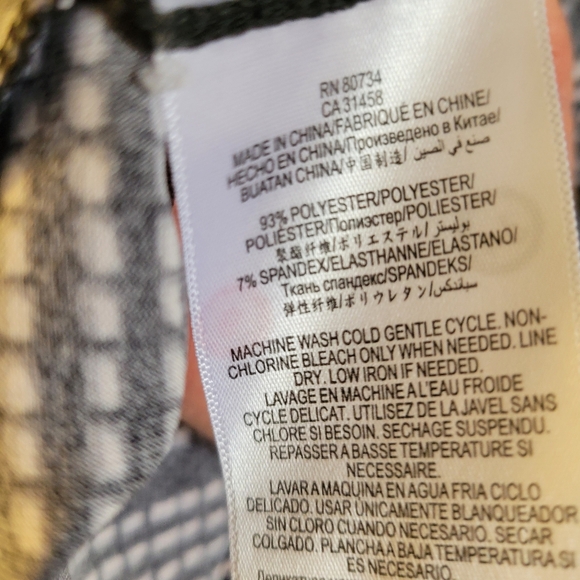 RN 80734
CA 31458
MADE IN CHINA/FABRIQUÉ EN CHINE/
HECHO EN CHINA/Произведено в Китае/
BUATAN CHINA/中国制造/ صنع في الصين
93% POLYESTER/POLYESTER/
POLIÉSTER/Полиэстер/POLIESTER/
聚酯纤维/ポリエステル/ بوليستر
7% SPANDEX/ELASTHANNE/ELASTANO/
Ткань спандекс/SPANDEKS/
弹性纤维/ポリウレタン/ سباندكس
MACHINE WASH COLD GENTLE CYCLE. NON-
CHLORINE BLEACH ONLY WHEN NEEDED. LINE
DRY. LOW IRON IF NEEDED.
LAVAGE EN MACHINE A L'EAU FROIDE
CYCLE DELICAT. UTILISEZ DE LA JAVEL SANS
CHLORE SI BESOIN. SECHAGE SUSPENDU.
REPASSER A BASSE TEMPERATURE SI
NECESSAIRE.
LAVAR A MAQUINA EN AGUA FRIA CICLO
DELICADO. USAR ÚNICAMENTE BLANQUEADOR
SIN CLORO CUANDO NECESARIO. SECAR
COLGADO. PLANCHA A BAJA TEMPERATURA SI
ES NECESARIO.